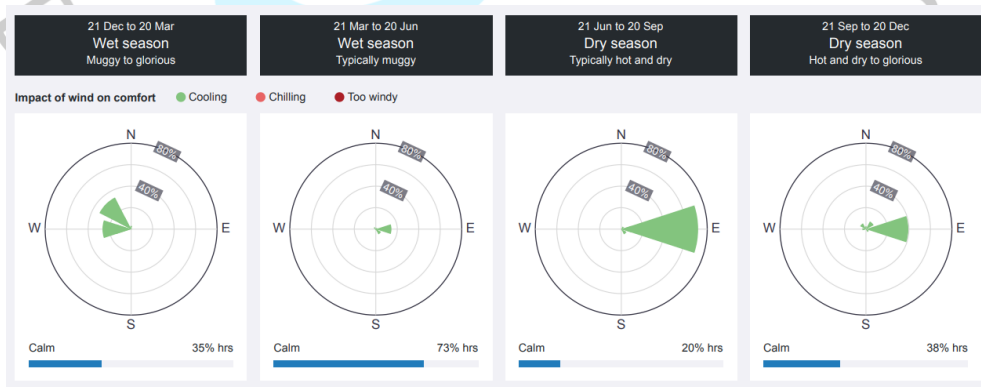 21 Dec to 20 Mar
Wet season
Muggy to glorious
21 Mar to 20 Jun
Wet season
Typically muggy
21 Jun to 20 Sep
Dry season
Typically hot and dry
21 Sep to 20 Dec
Dry season
Hot and dry to glorious
Impact of wind on comfort
Cooling
Chilling
Too windy
N
80%
40%
W
E
S
Calm
35% hrs
N
80%
40%
W
E
S
Calm
73% hrs
N
80%
40%
W
E
S
Calm
20% hrs
N
80%
40%
W
E
S
Calm
38% hrs